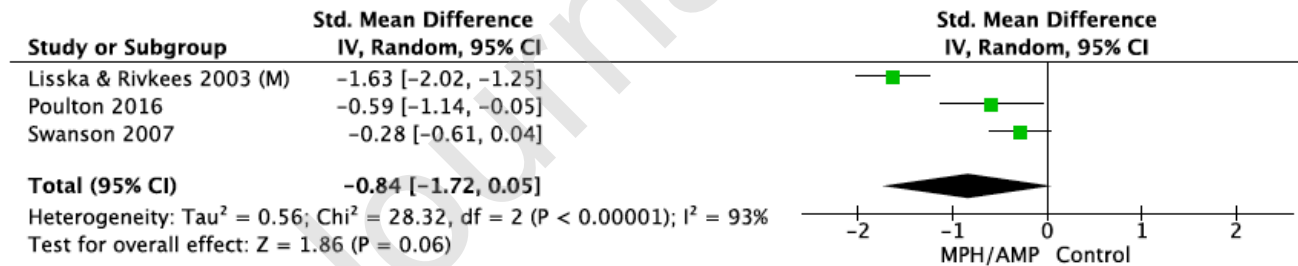 Std. Mean Difference Std. Mean Difference
Study or Subgroup IV, Random, 95% CI IV, Random, 95% CI
Lisska & Rivkees 2003 (M) −1.63 [−2.02, −1.25]
Poulton 2016 −0.59 [−1.14, −0.05]
Swanson 2007 −0.28 [−0.61, 0.04]
Total (95% CI) −0.84 [−1.72, 0.05]
Heterogeneity: Tau² = 0.56; Chi² = 28.32, df = 2 (P < 0.00001); I² = 93%
Test for overall effect: Z = 1.86 (P = 0.06)
−2 −1 0 1 2
MPH/AMP Control